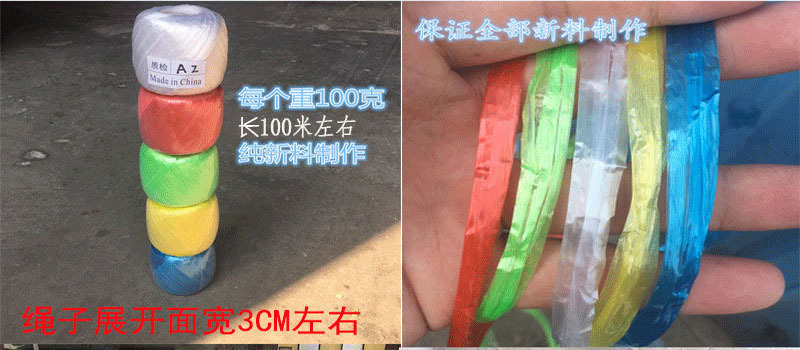 质检 AZ
Made in China
每个重100克
长100米左右
纯新料制作
绳子展开面宽3CM左右
保证全部新料制作